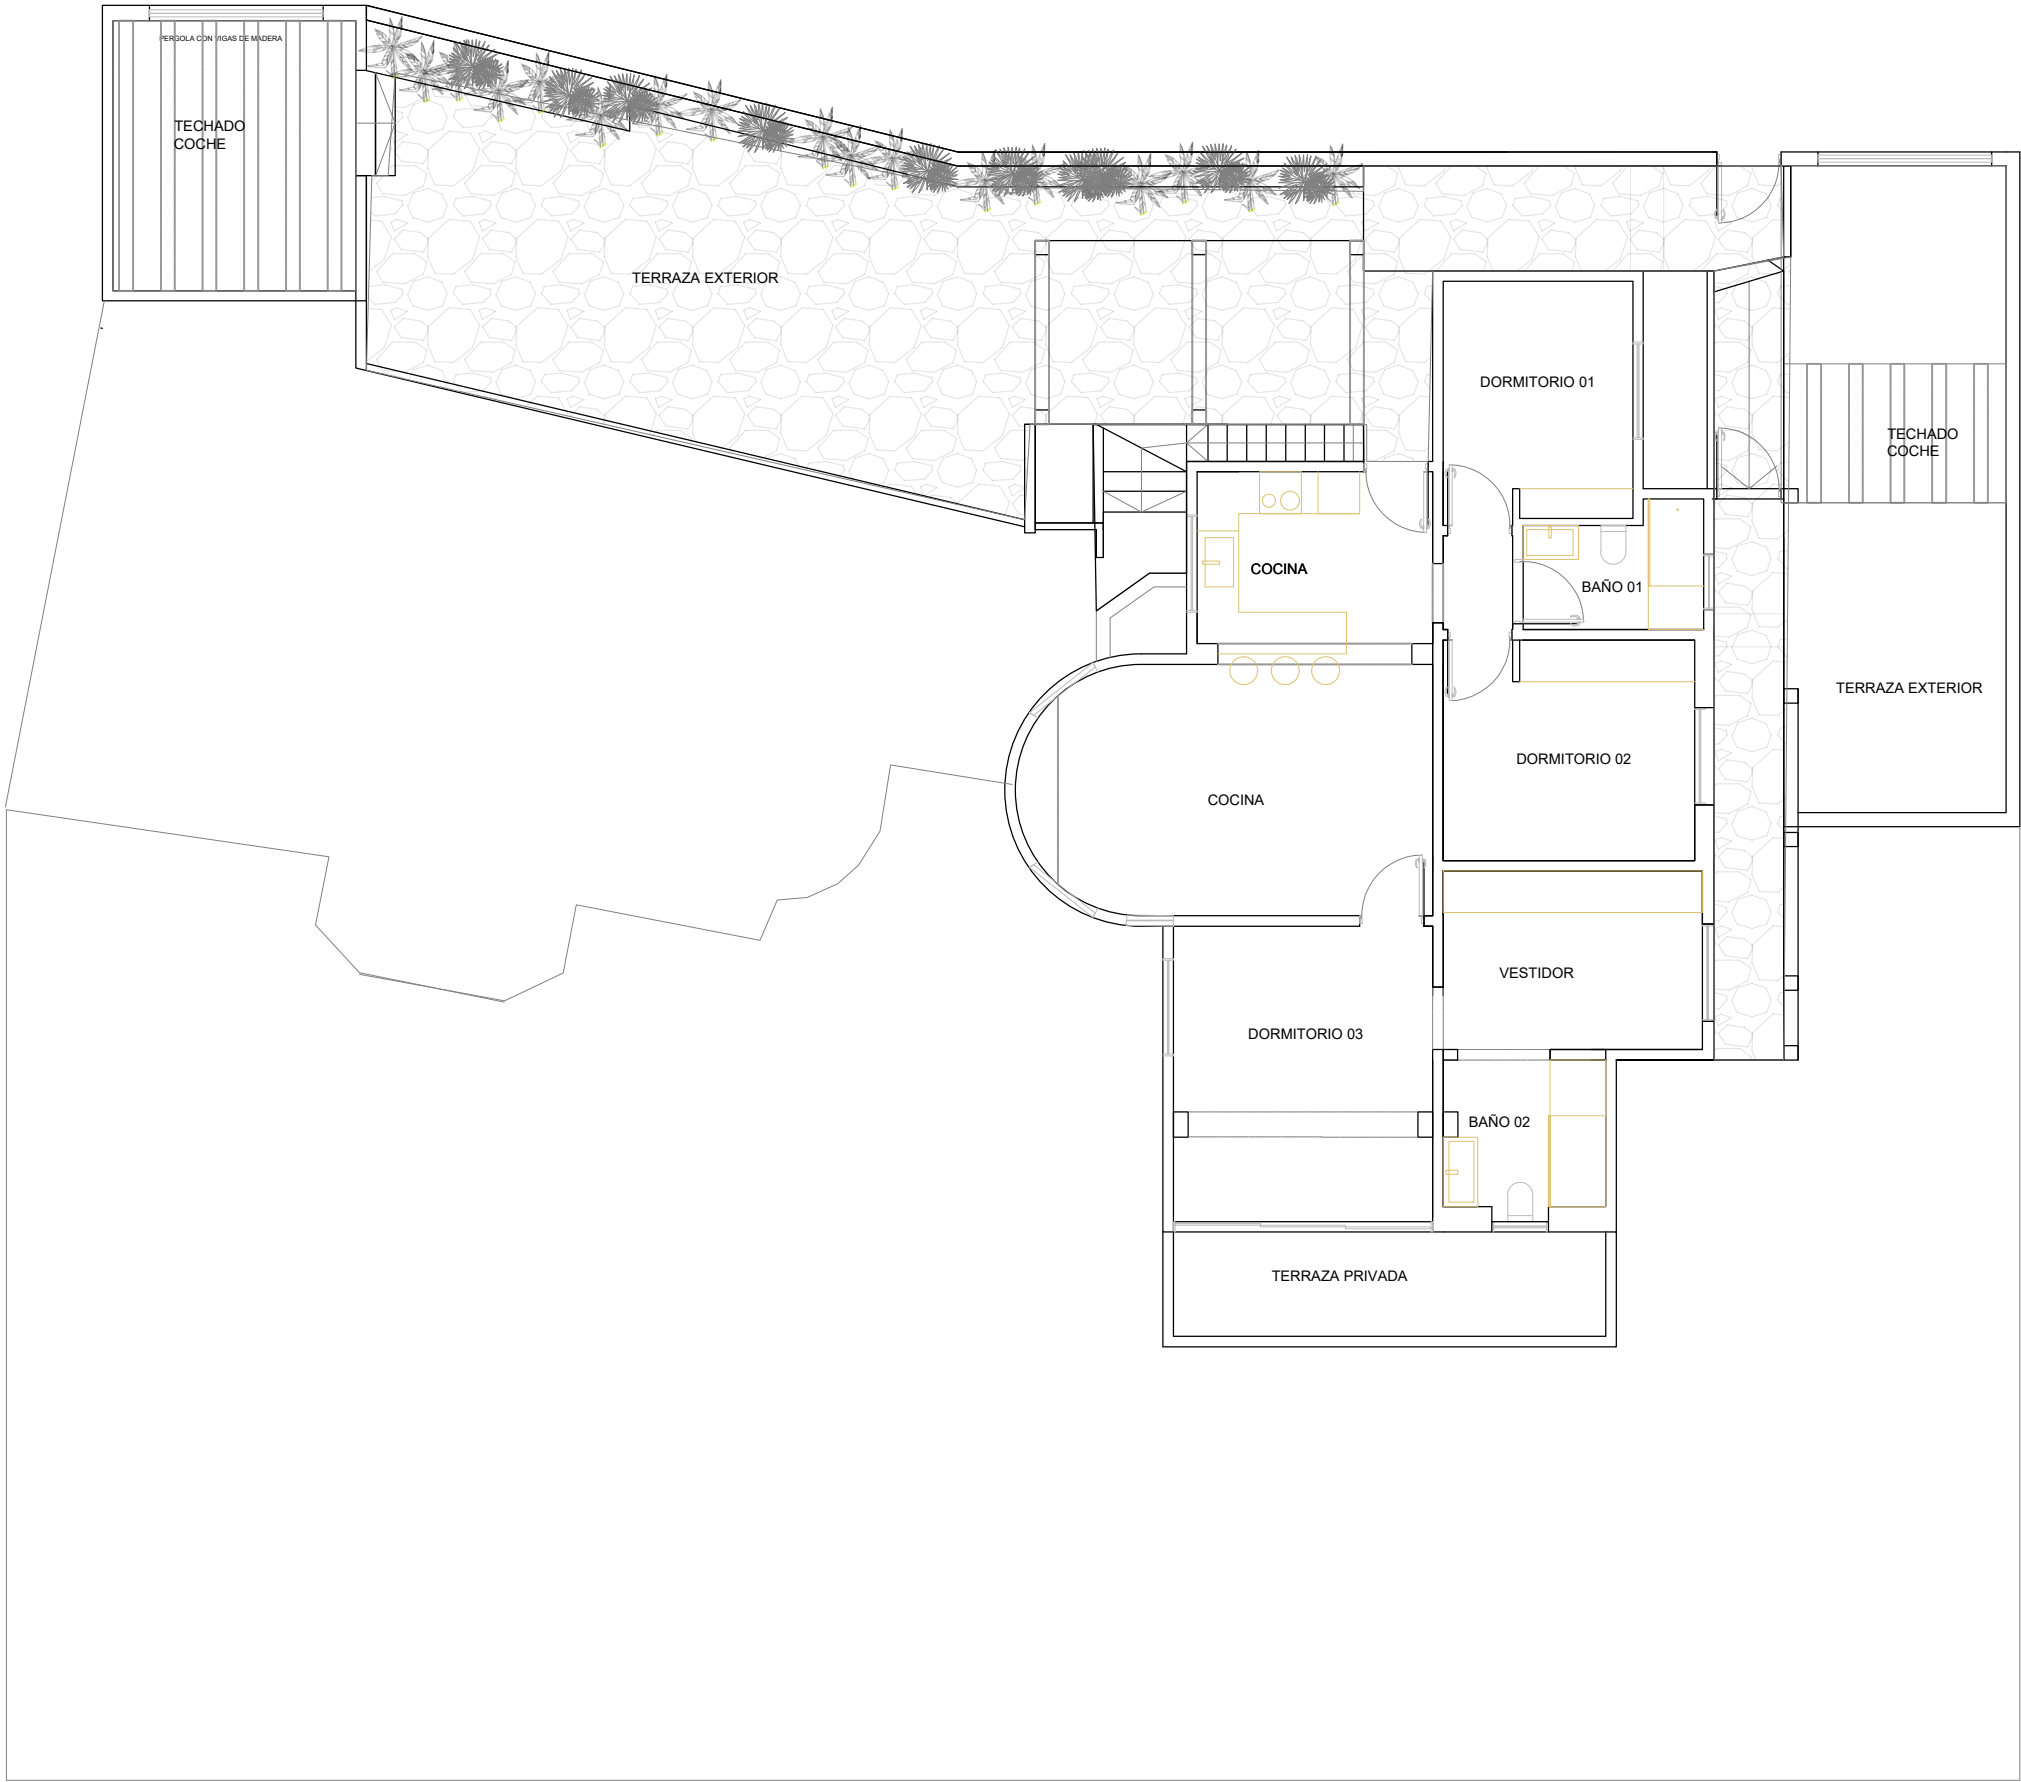 PERGOLA CON VIGAS DE MADERA
TECHADO
COCHE
TERRAZA EXTERIOR
DORMITORIO 01
TECHADO
COCHE
COCINA
BAÑO 01
TERRAZA EXTERIOR
DORMITORIO 02
COCINA
VESTIDOR
DORMITORIO 03
BAÑO 02
TERRAZA PRIVADA